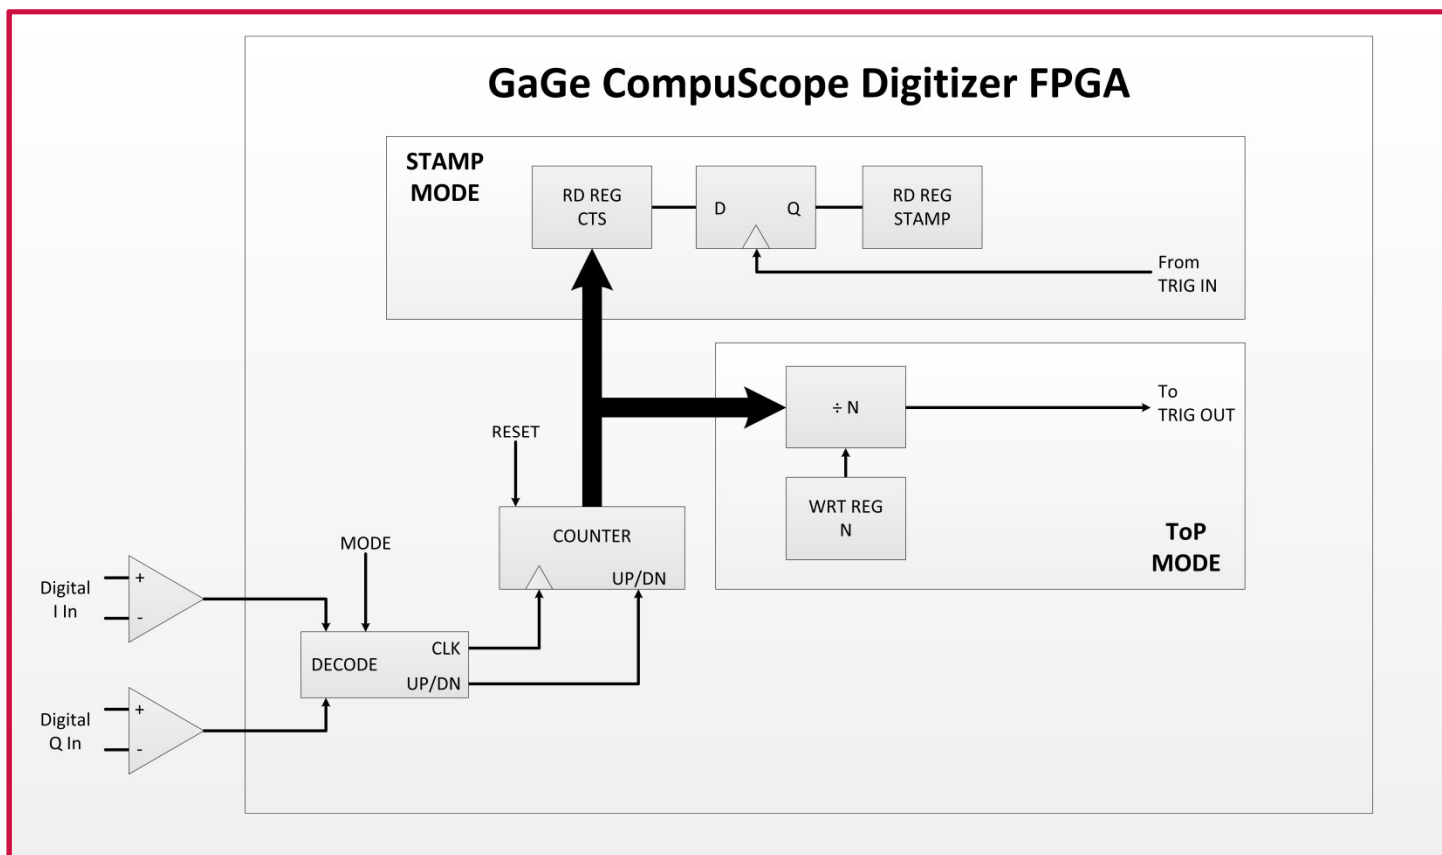 GaGe CompuScope Digitizer FPGA
STAMP
MODE
RD REG
CTS
D
Q
RD REG
STAMP
From
TRIG IN
÷ N
To
TRIG OUT
RESET
WRT REG
N
ToP
MODE
COUNTER
UP/DN
MODE
Digital
I In
+
-
CLK
DECODE
UP/DN
Digital
Q In
+
-